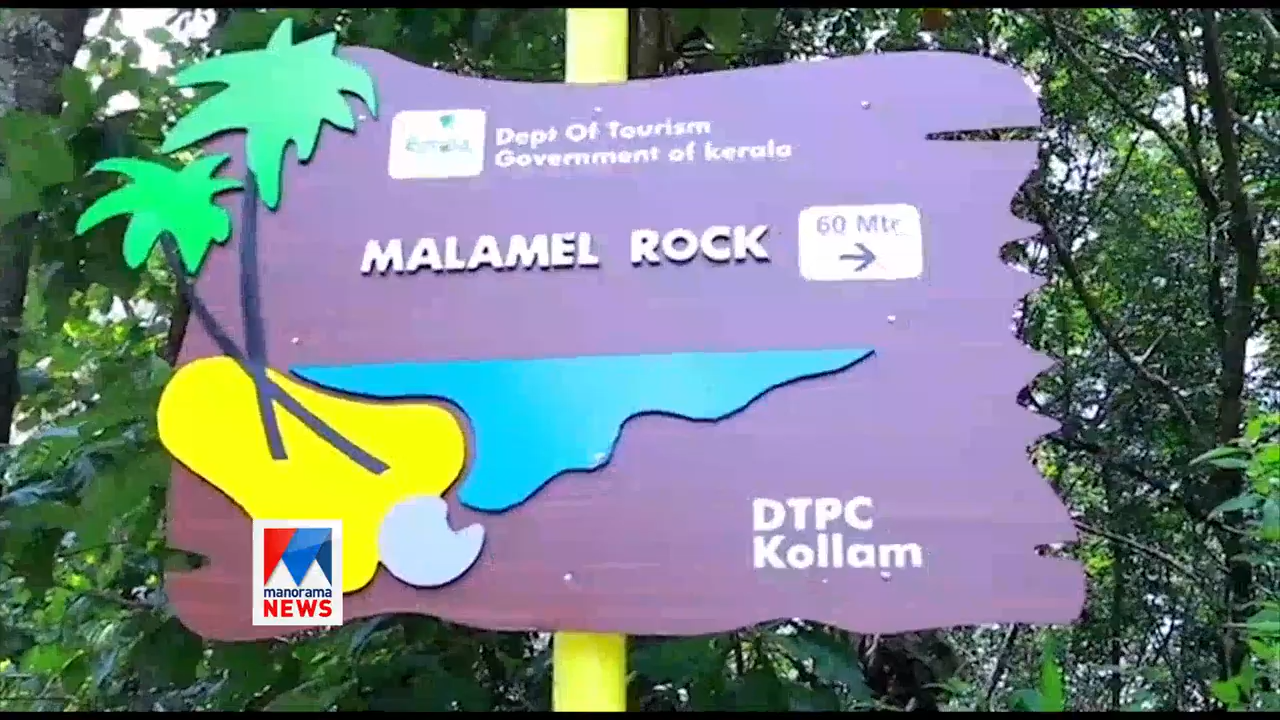 Dept Of Tourism
Government of kerala
MALAMEL ROCK
60 Mtr
→
DTPC
Kollam
manorama
NEWS